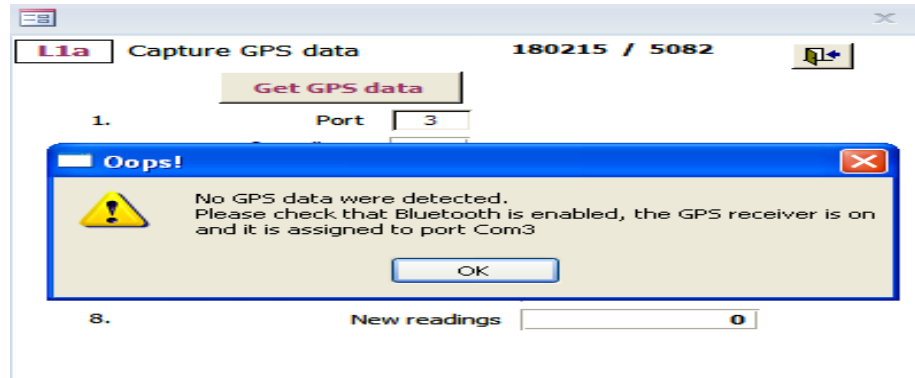 L1a Capture GPS data 180215 / 5082
Get GPS data
1. Port 3
Oops!
No GPS data were detected.
Please check that Bluetooth is enabled, the GPS receiver is on
and it is assigned to port Com3
OK
8. New readings 0